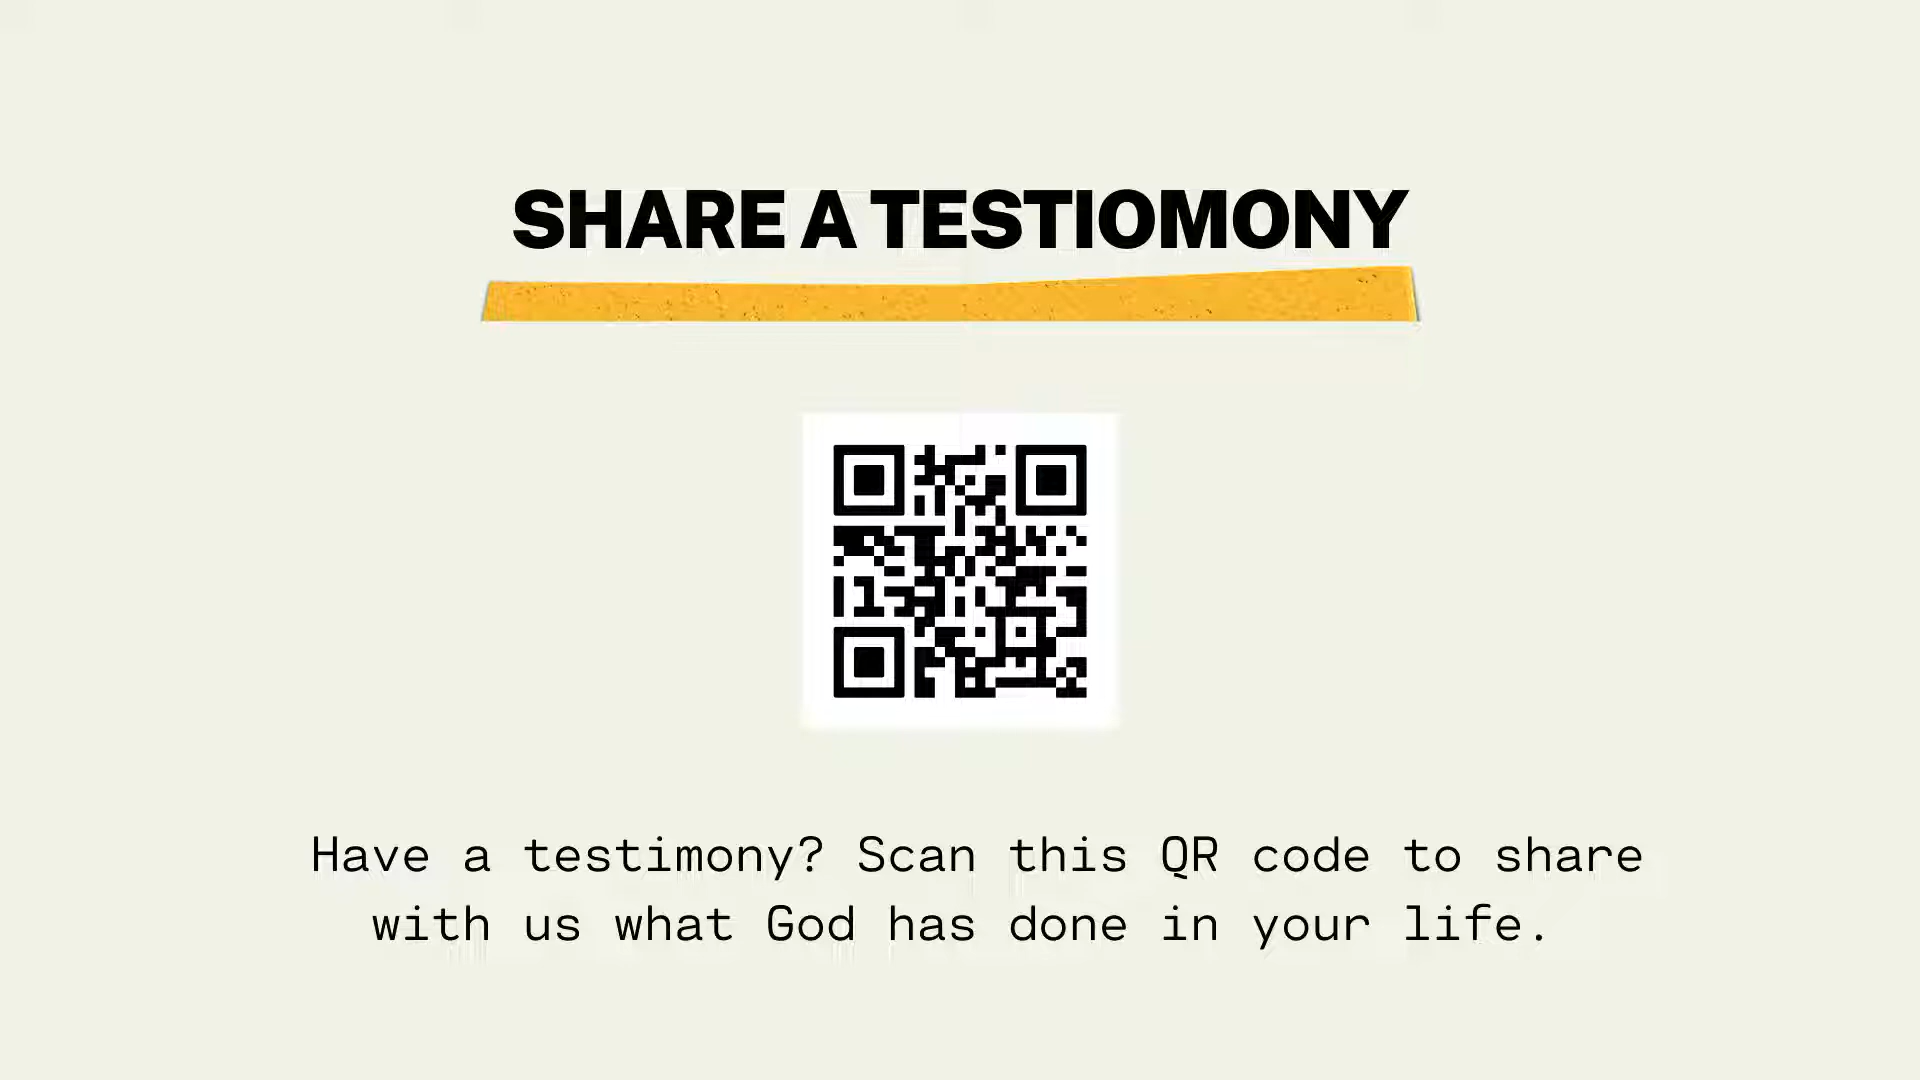 SHARE A TESTIOMONY
Have a testimony? Scan this QR code to share
with us what God has done in your life.